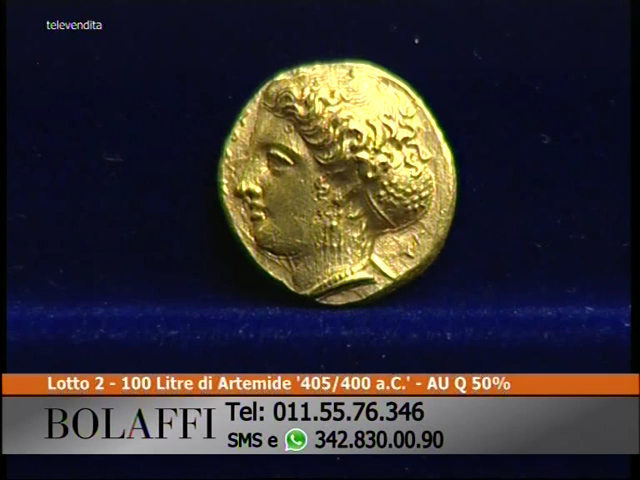 televendita
Lotto 2 - 100 Litre di Artemide '405/400 a.C.' - AU Q 50%
BOLAFFI
Tel: 011.55.76.346
SMS e 342.830.00.90